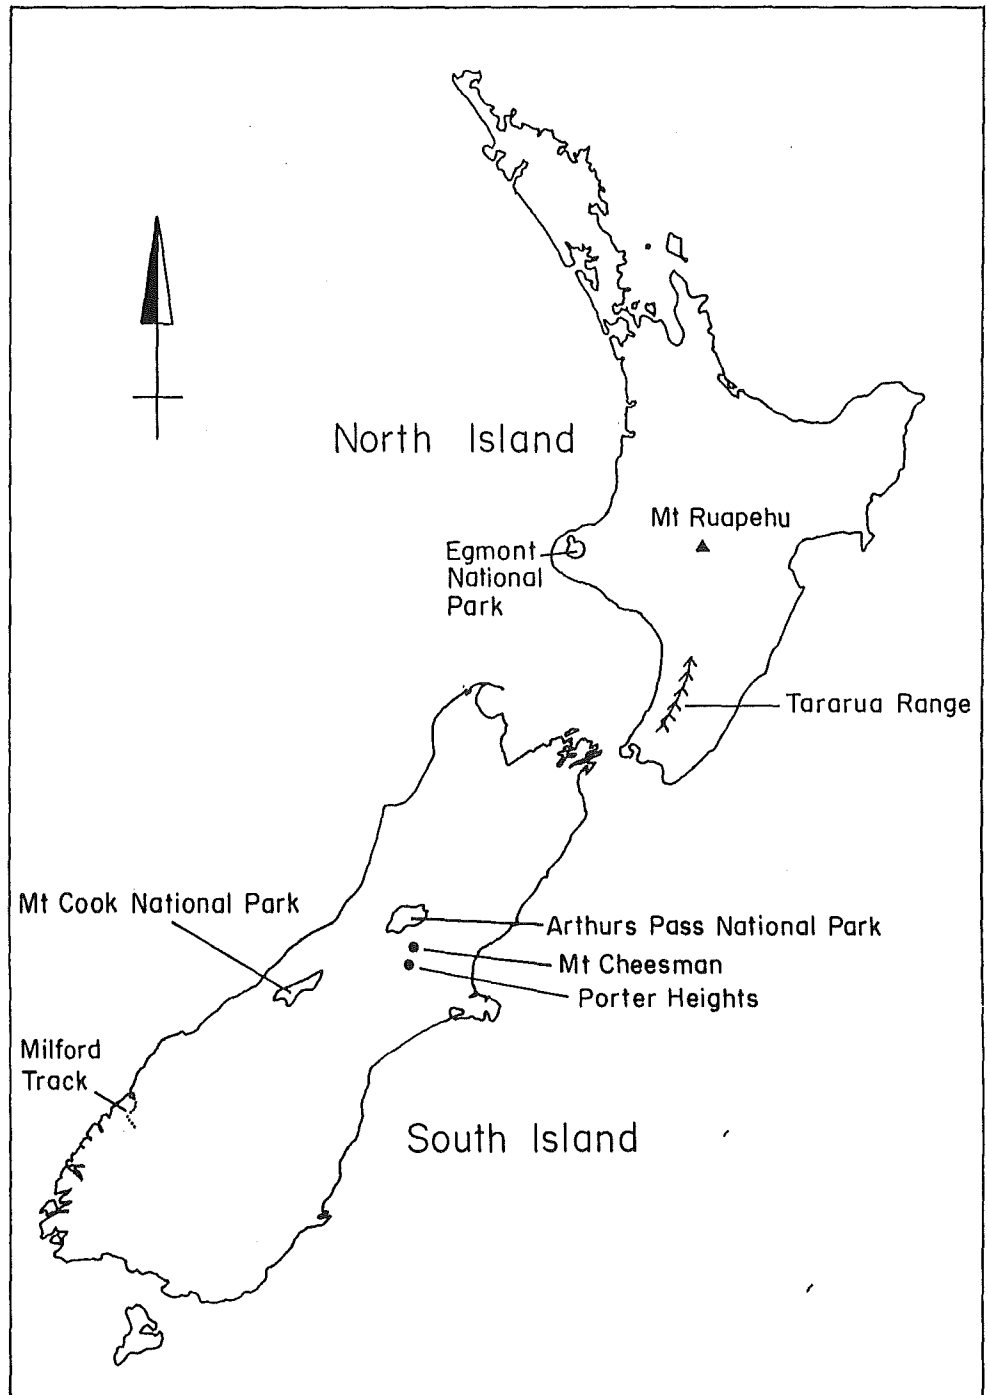 North Island
Mt Ruapehu
Egmont
National
Park
Tararua Range
Mt Cook National Park
Arthurs Pass National Park
Mt Cheesman
Porter Heights
Milford
Track
South Island